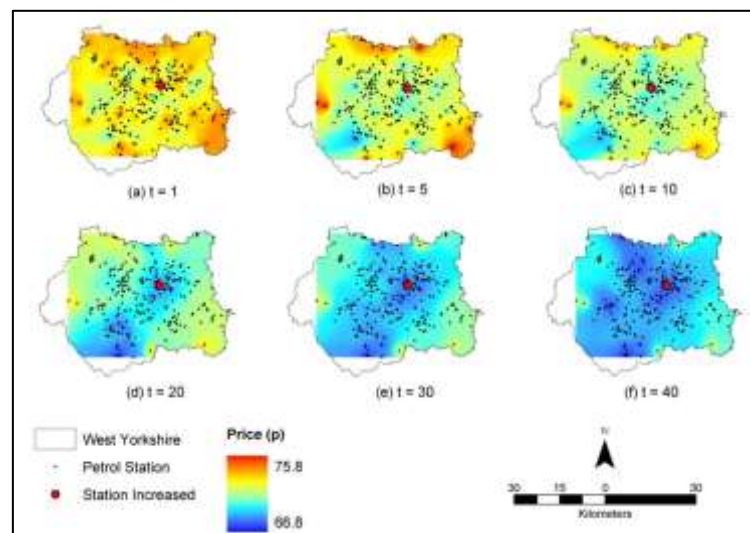 (a) t = 1
(b) t = 5
(c) t = 10
(d) t = 20
(e) t = 30
(f) t = 40
West Yorkshire
Petrol Station
Station Increased
Price (p)
75.8
66.8
N
30 15 0 30
Kilometers